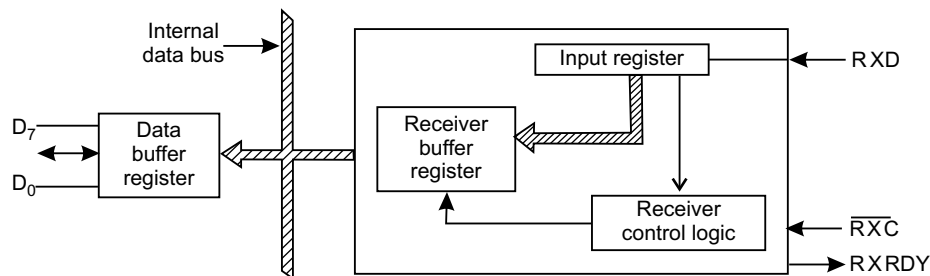 Internal
data bus
Input register
RXD
D7
D0
Data
buffer
register
Receiver
buffer
register
Receiver
control logic
RXC
RXRDY